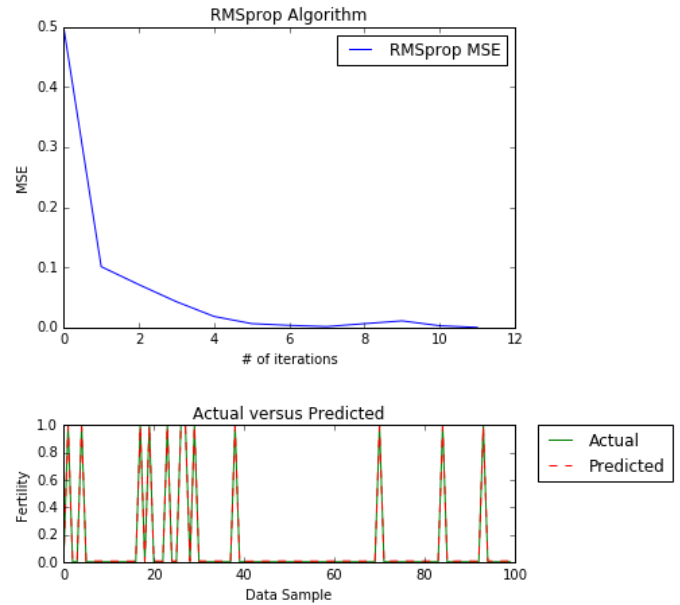 RMSprop Algorithm
0.5
0.4
0.3
0.2
0.1
0.0
MSE
RMSprop MSE
0 2 4 6 8 10 12
# of iterations
Actual versus Predicted
1.0
0.8
0.6
0.4
0.2
0.0
Fertility
0 20 40 60 80 100
Data Sample
Actual
Predicted